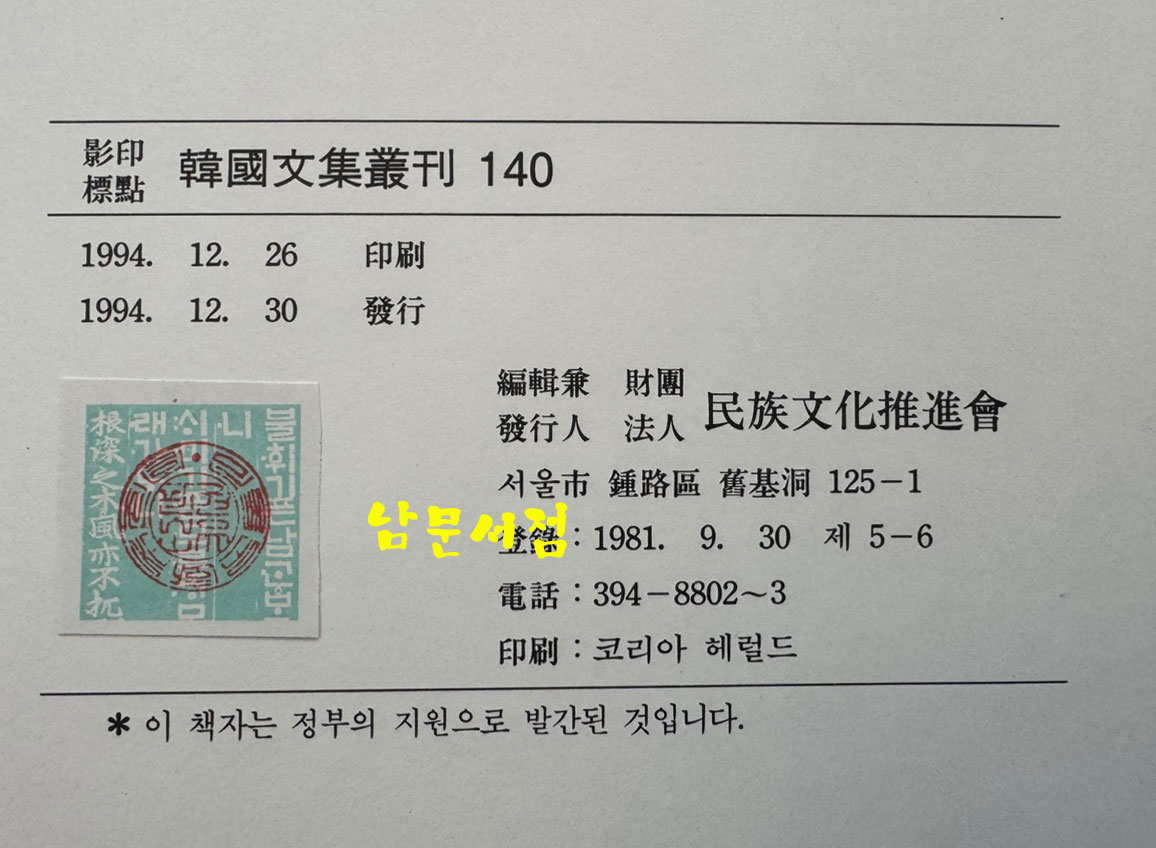 影印
標點
韓國文集叢刊 140
1994. 12. 26 印刷
1994. 12. 30 發行
編輯兼 財團
發行人 法人
民族文化推進會
서울市 鍾路區 舊基洞 125-1
登錄: 1981. 9. 30 제 5-6
電話: 394-8802~3
印刷: 코리아 헤럴드
남문서점
根深之木風亦不扤
* 이 책자는 정부의 지원으로 발간된 것입니다.